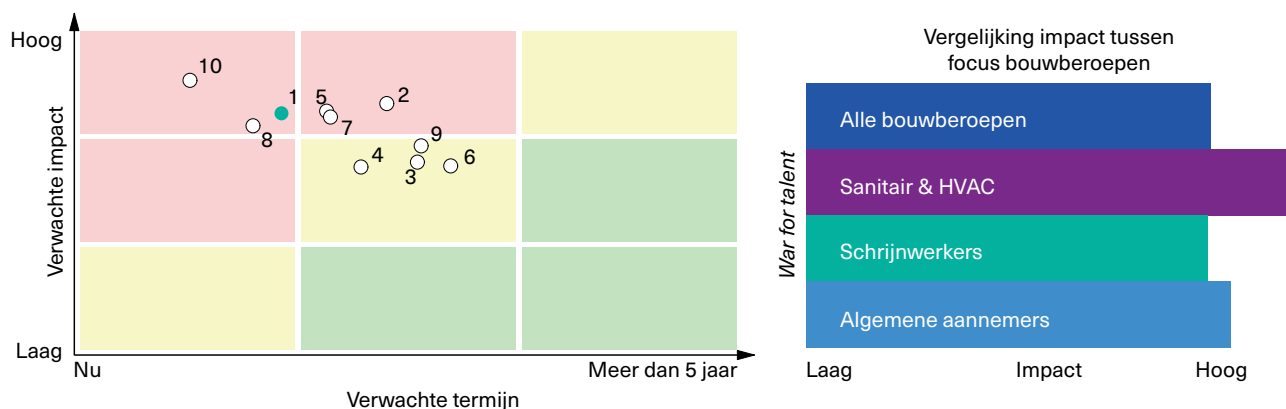 Hoog
Verwachte impact
Laag
10
1
8
5
7
2
4
9
3
6
Nu
Meer dan 5 jaar
Verwachte termijn
Vergelijking impact tussen
focus bouwberoepen
War for talent
Alle bouwberoepen
Sanitair & HVAC
Schrijnwerkers
Algemene aannemers
Laag
Impact
Hoog